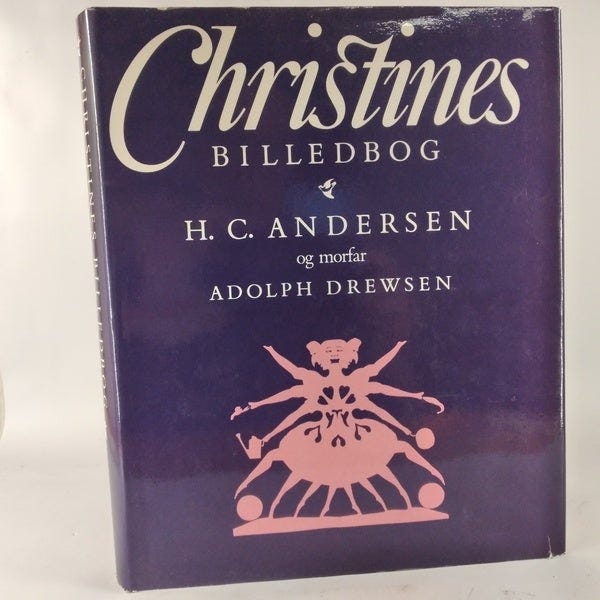 Christines
BILLEDBOG
H. C. ANDERSEN
og morfar
ADOLPH DREWSEN
CHRISTINES BILLEDBOG